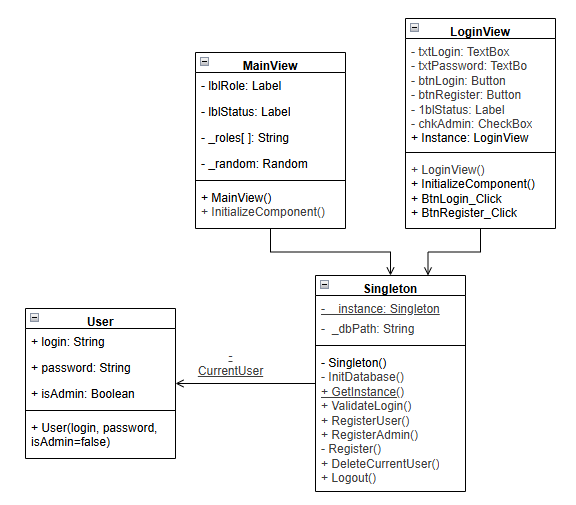 LoginView
- txtLogin: TextBox
- txtPassword: TextBo
- btnLogin: Button
- btnRegister: Button
- 1blStatus: Label
- chkAdmin: CheckBox
+ Instance: LoginView
+ LoginView()
+ InitializeComponent()
+ BtnLogin_Click
+ BtnRegister_Click
MainView
- lblRole: Label
- lblStatus: Label
- _roles[ ]: String
- _random: Random
+ MainView()
+ InitializeComponent()
Singleton
- _instance: Singleton
- _dbPath: String
- Singleton()
- InitDatabase()
+ GetInstance()
+ ValidateLogin()
+ RegisterUser()
+ RegisterAdmin()
- Register()
+ DeleteCurrentUser()
+ Logout()
User
+ login: String
+ password: String
+ isAdmin: Boolean
+ User(login, password,
isAdmin=false)
-
CurrentUser